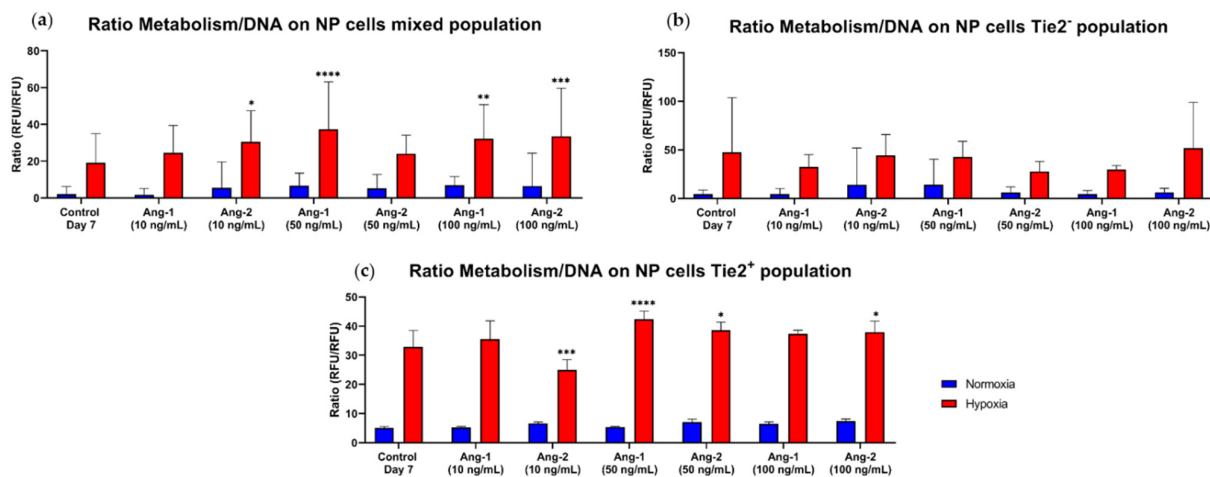 (a) Ratio Metabolism/DNA on NP cells mixed population
Ratio (RFU/RFU)
80
60
40
20
0
* **** ** ***
Control Day 7
Ang-1 (10 ng/mL)
Ang-2 (10 ng/mL)
Ang-1 (50 ng/mL)
Ang-2 (50 ng/mL)
Ang-1 (100 ng/mL)
Ang-2 (100 ng/mL)
(b) Ratio Metabolism/DNA on NP cells Tie2⁻ population
Ratio (RFU/RFU)
150
100
50
0
Control Day 7
Ang-1 (10 ng/mL)
Ang-2 (10 ng/mL)
Ang-1 (50 ng/mL)
Ang-2 (50 ng/mL)
Ang-1 (100 ng/mL)
Ang-2 (100 ng/mL)
(c) Ratio Metabolism/DNA on NP cells Tie2⁺ population
Ratio (RFU/RFU)
50
40
30
20
10
0
*** **** * *
Control Day 7
Ang-1 (10 ng/mL)
Ang-2 (10 ng/mL)
Ang-1 (50 ng/mL)
Ang-2 (50 ng/mL)
Ang-1 (100 ng/mL)
Ang-2 (100 ng/mL)
Normoxia
Hypoxia